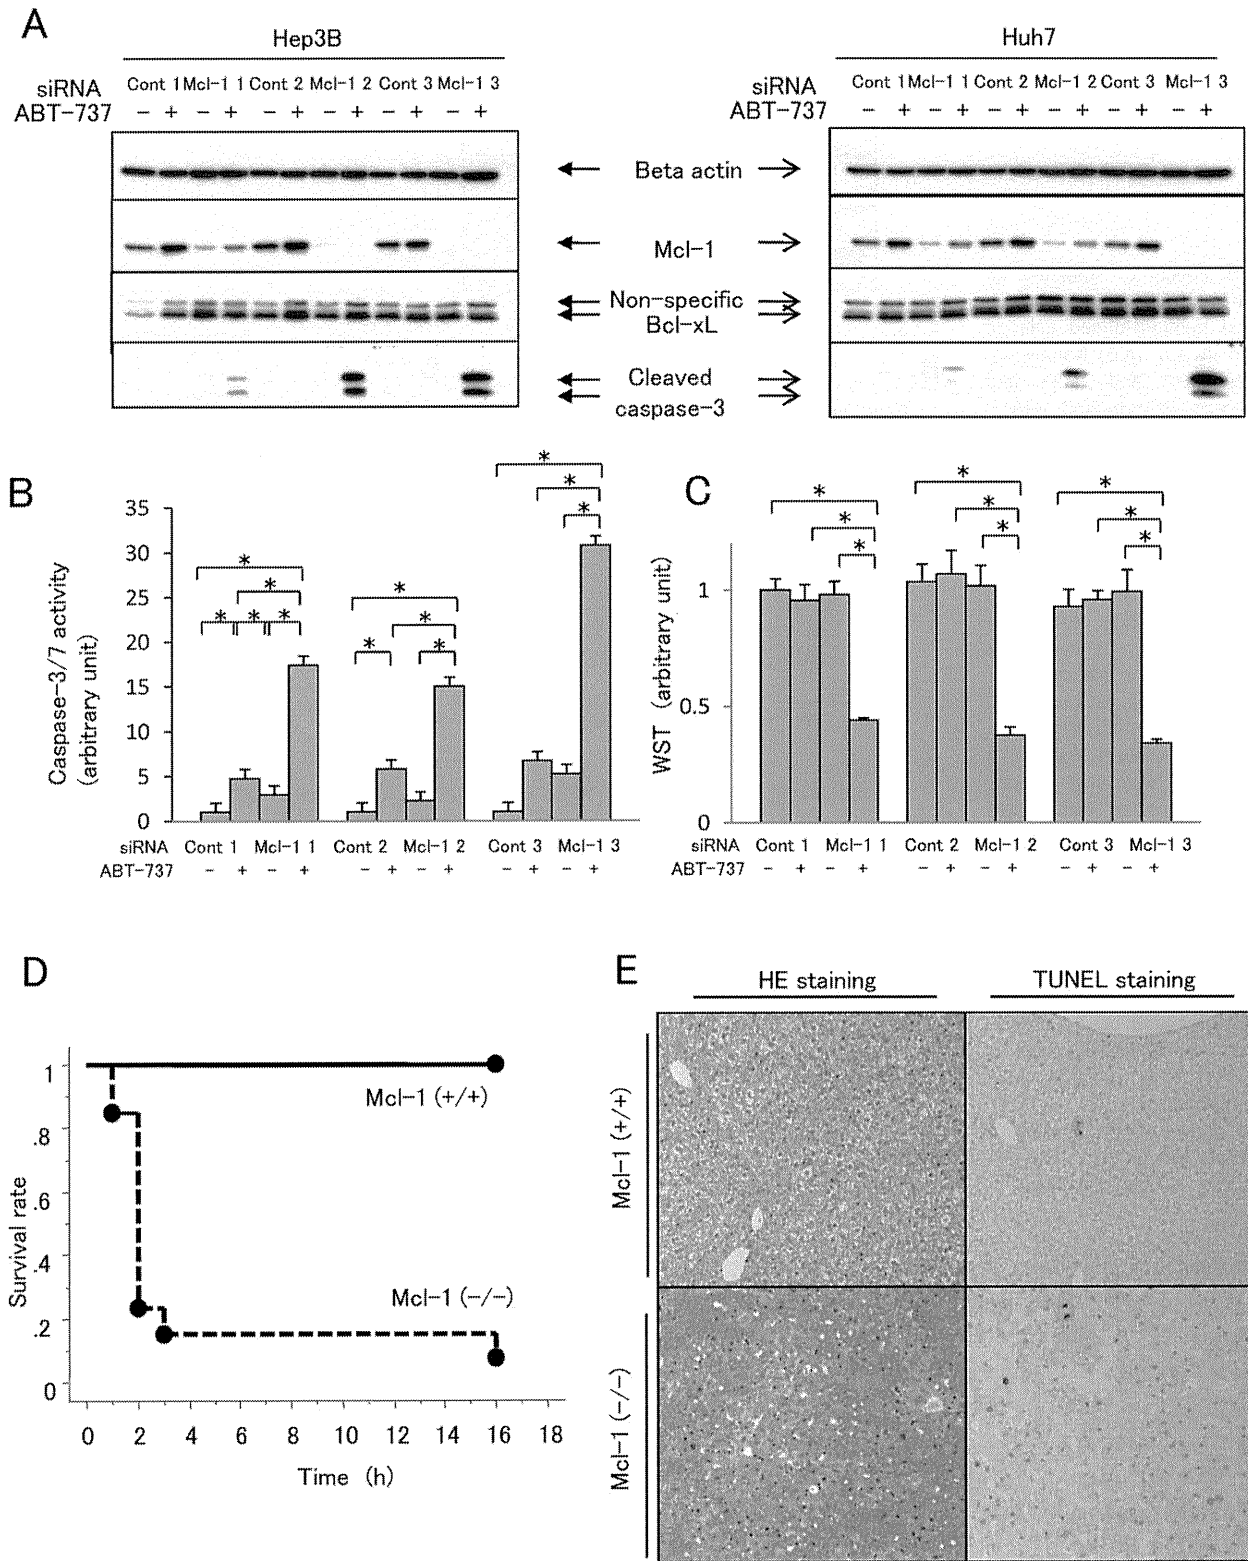 A
Hep3B
siRNA Cont 1 Mcl-1 1 Cont 2 Mcl-1 2 Cont 3 Mcl-1 3
ABT-737 − + − + − + − + − + − +
Huh7
siRNA Cont 1 Mcl-1 1 Cont 2 Mcl-1 2 Cont 3 Mcl-1 3
ABT-737 − + − + − + − + − + − +
Beta actin
Mcl-1
Non-specific
Bcl-xL
Cleaved
caspase-3
B
Caspase-3/7 activity
(arbitrary unit)
35
30
25
20
15
10
5
0
* * * * *
* * * *
* * *
siRNA Cont 1 Mcl-1 1 Cont 2 Mcl-1 2 Cont 3 Mcl-1 3
ABT-737 − + − + − + − + − + − +
C
WST (arbitrary unit)
1
0.5
0
* * *
* * *
* * *
siRNA Cont 1 Mcl-1 1 Cont 2 Mcl-1 2 Cont 3 Mcl-1 3
ABT-737 − + − + − + − + − + − +
D
Survival rate
1
.8
.6
.4
.2
0
Mcl-1 (+/+)
Mcl-1 (−/−)
0 2 4 6 8 10 12 14 16 18
Time (h)
E
HE staining
TUNEL staining
Mcl-1 (+/+)
Mcl-1 (−/−)